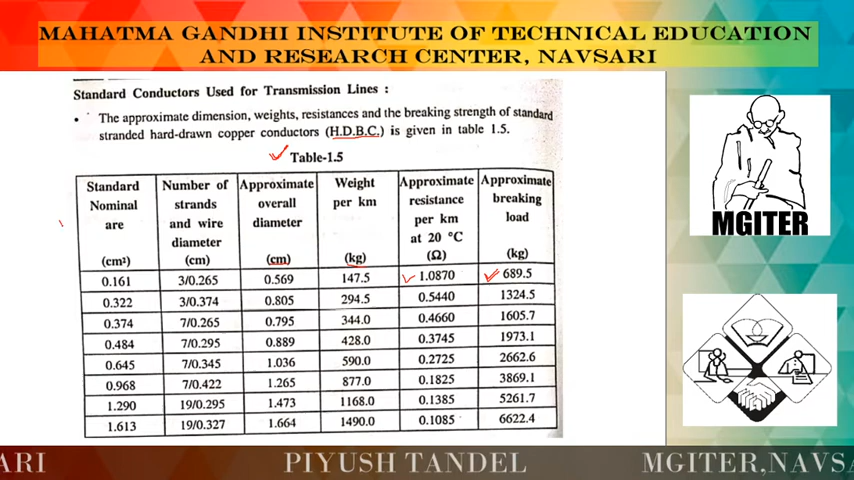 MAHATMA GANDHI INSTITUTE OF TECHNICAL EDUCATION
AND RESEARCH CENTER, NAVSARI
Standard Conductors Used for Transmission Lines :
• The approximate dimension, weights, resistances and the breaking strength of standard
stranded hard-drawn copper conductors (H.D.B.C.) is given in table 1.5.
Table-1.5
Standard Nominal are (cm²) | Number of strands and wire diameter (cm) | Approximate overall diameter (cm) | Weight per km (kg) | Approximate resistance per km at 20 °C (Ω) | Approximate breaking load (kg)
0.161 | 3/0.265 | 0.569 | 147.5 | 1.0870 | 689.5
0.322 | 3/0.374 | 0.805 | 294.5 | 0.5440 | 1324.5
0.374 | 7/0.265 | 0.795 | 344.0 | 0.4660 | 1605.7
0.484 | 7/0.295 | 0.889 | 428.0 | 0.3745 | 1973.1
0.645 | 7/0.345 | 1.036 | 590.0 | 0.2725 | 2662.6
0.968 | 7/0.422 | 1.265 | 877.0 | 0.1825 | 3869.1
1.290 | 19/0.295 | 1.473 | 1168.0 | 0.1385 | 5261.7
1.613 | 19/0.327 | 1.664 | 1490.0 | 0.1085 | 6622.4
MGITER
ARI PIYUSH TANDEL MGITER,NAVSA